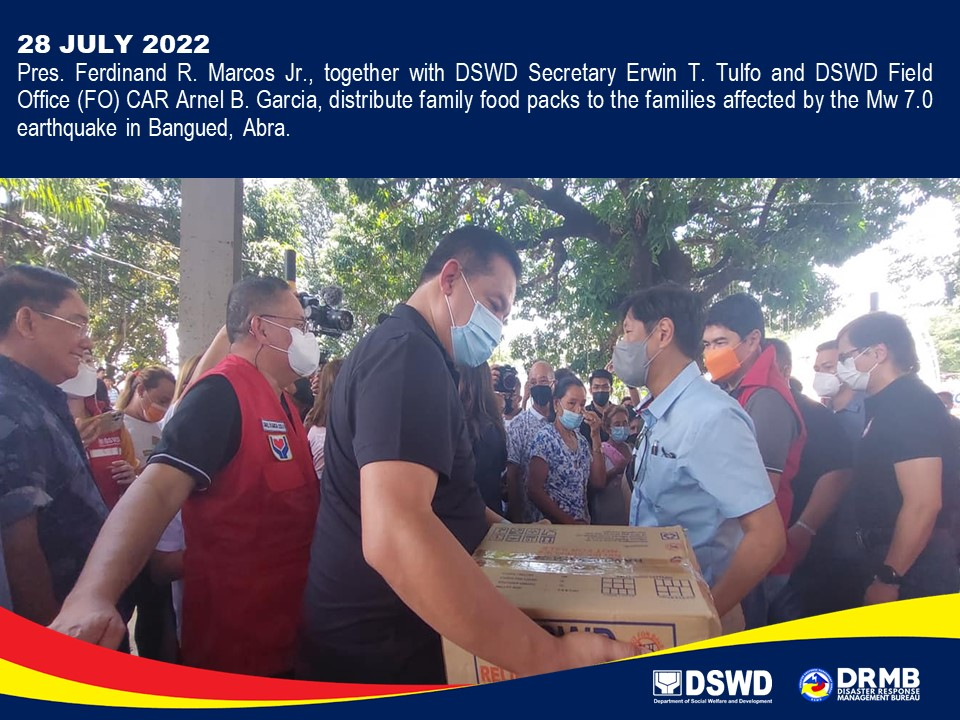 28 JULY 2022
Pres. Ferdinand R. Marcos Jr., together with DSWD Secretary Erwin T. Tulfo and DSWD Field
Office (FO) CAR Arnel B. Garcia, distribute family food packs to the families affected by the Mw 7.0
earthquake in Bangued, Abra.
DSWD
Department of Social Welfare and Development
DRMB
DISASTER RESPONSE
MANAGEMENT BUREAU